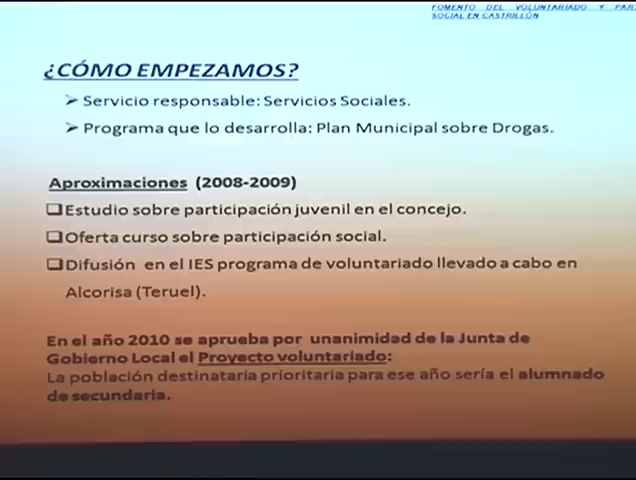 FOMENTO DEL VOLUNTARIADO Y
SOCIAL EN CASTRILLÓN
¿CÓMO EMPEZAMOS?
➢ Servicio responsable: Servicios Sociales.
➢ Programa que lo desarrolla: Plan Municipal sobre Drogas.
Aproximaciones (2008-2009)
❑Estudio sobre participación juvenil en el concejo.
❑Oferta curso sobre participación social.
❑Difusión en el IES programa de voluntariado llevado a cabo en
Alcorisa (Teruel).
En el año 2010 se aprueba por unanimidad de la Junta de
Gobierno Local el Proyecto voluntariado:
La población destinataria prioritaria para ese año sería el alumnado
de secundaria.